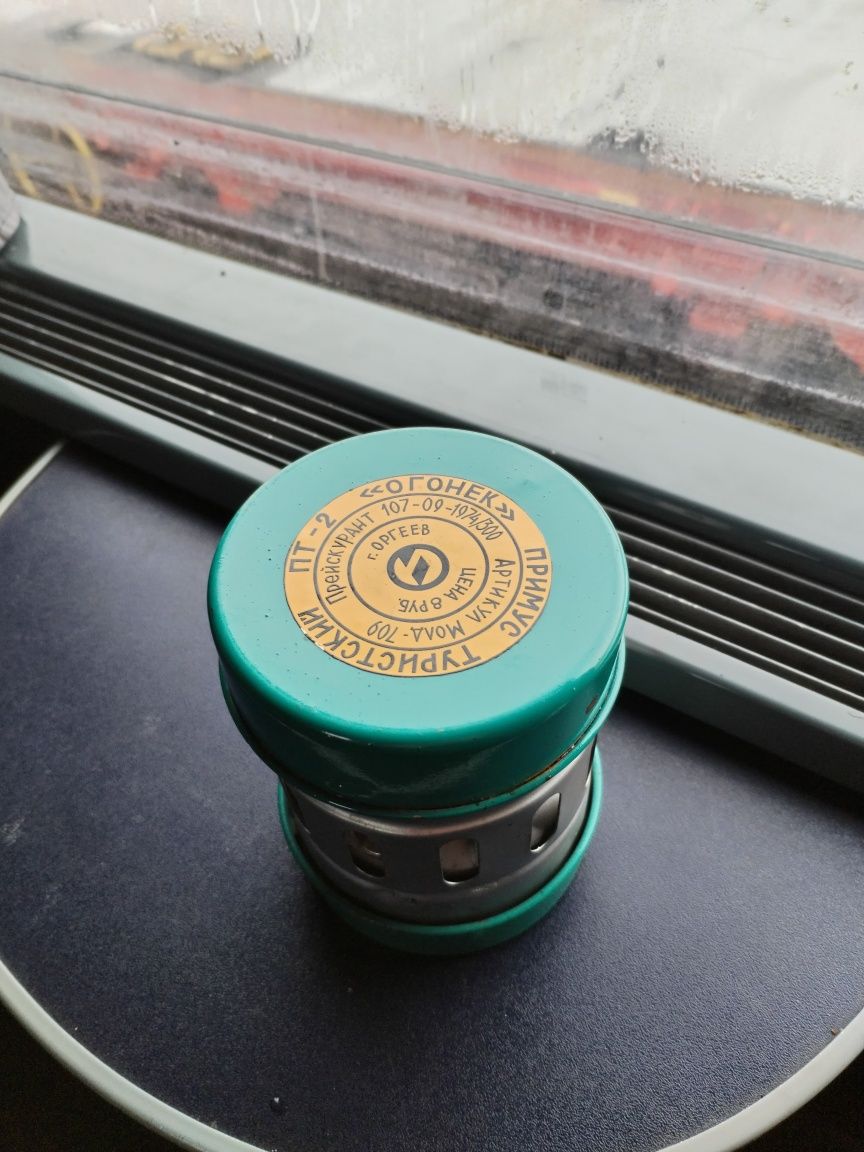 ПРИМУС ТУРИСТСКИЙ ПТ-2 «ОГОНЕК»
Прейскурант 107-09-1974/300
АРТИКУЛ МОЛД-709
г. ОРГЕЕВ
ЦЕНА 8 РУБ.